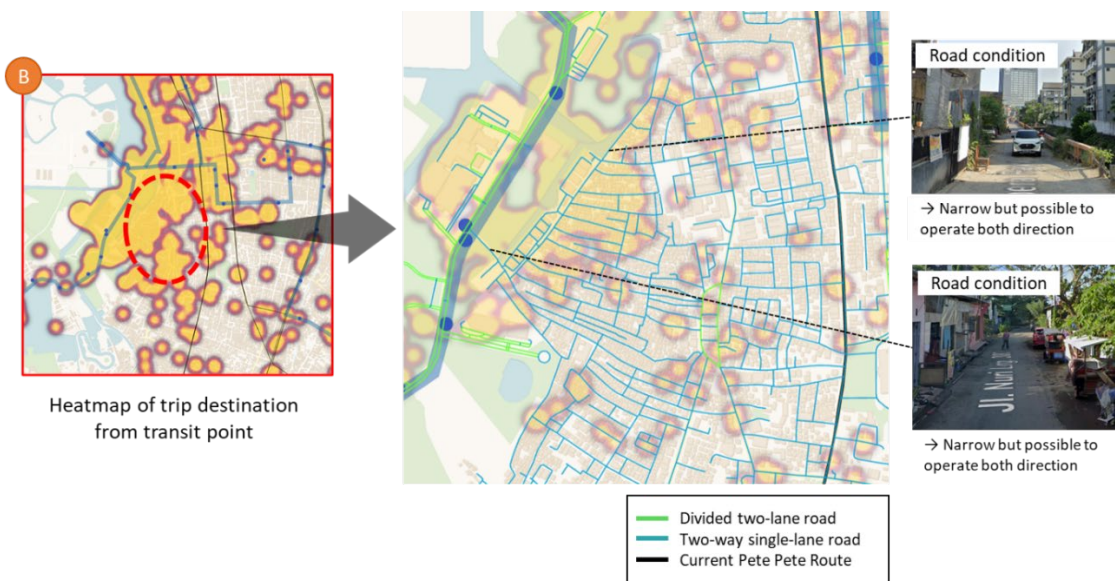 B
Heatmap of trip destination
from transit point
Road condition
→ Narrow but possible to
operate both direction
Road condition
Jl. Nuri
→ Narrow but possible to
operate both direction
Divided two-lane road
Two-way single-lane road
Current Pete Pete Route